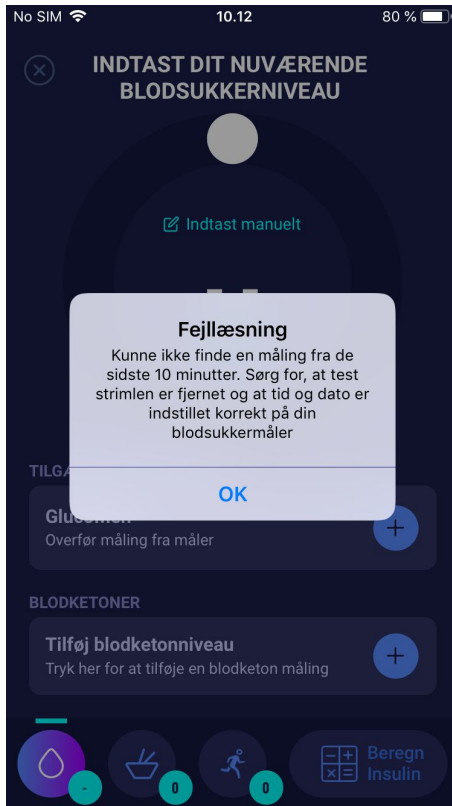 No SIM 10.12 80 %
INDTAST DIT NUVÆRENDE
BLODSUKKERNIVEAU
Indtast manuelt
Fejllæsning
Kunne ikke finde en måling fra de
sidste 10 minutter. Sørg for, at test
strimlen er fjernet og at tid og dato er
indstillet korrekt på din
blodsukkermåler
OK
Overfør måling fra måler
BLODKETONER
Tilføj blodketonniveau
Tryk her for at tilføje en blodketon måling
- 0 0
Beregn
Insulin